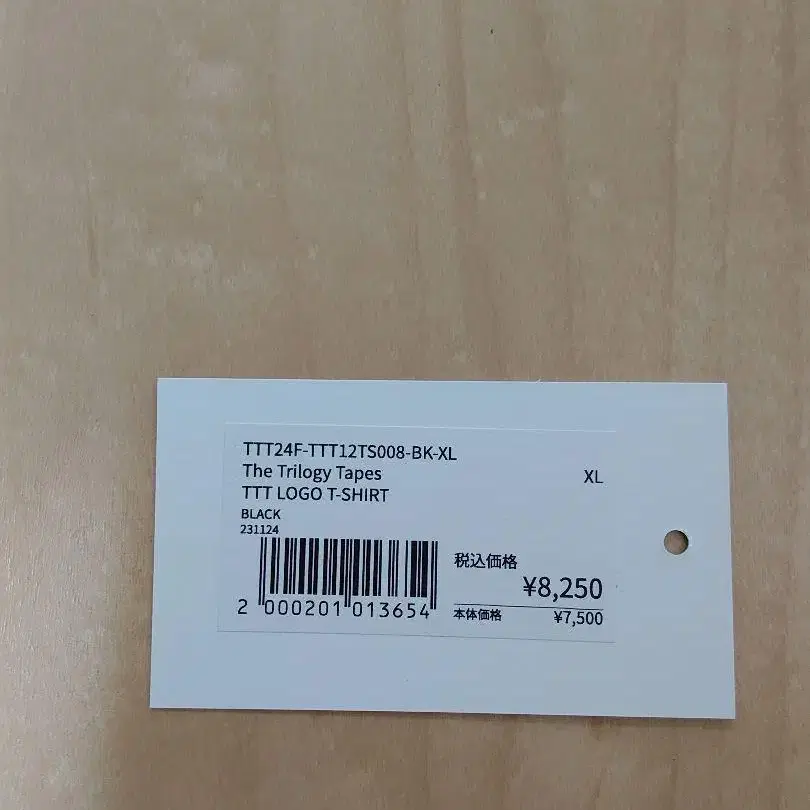 TTT24F-TTT12TS008-BK-XL
The Trilogy Tapes XL
TTT LOGO T-SHIRT
BLACK
231124
税込価格
¥8,250
本体価格 ¥7,500
2 000201 013654